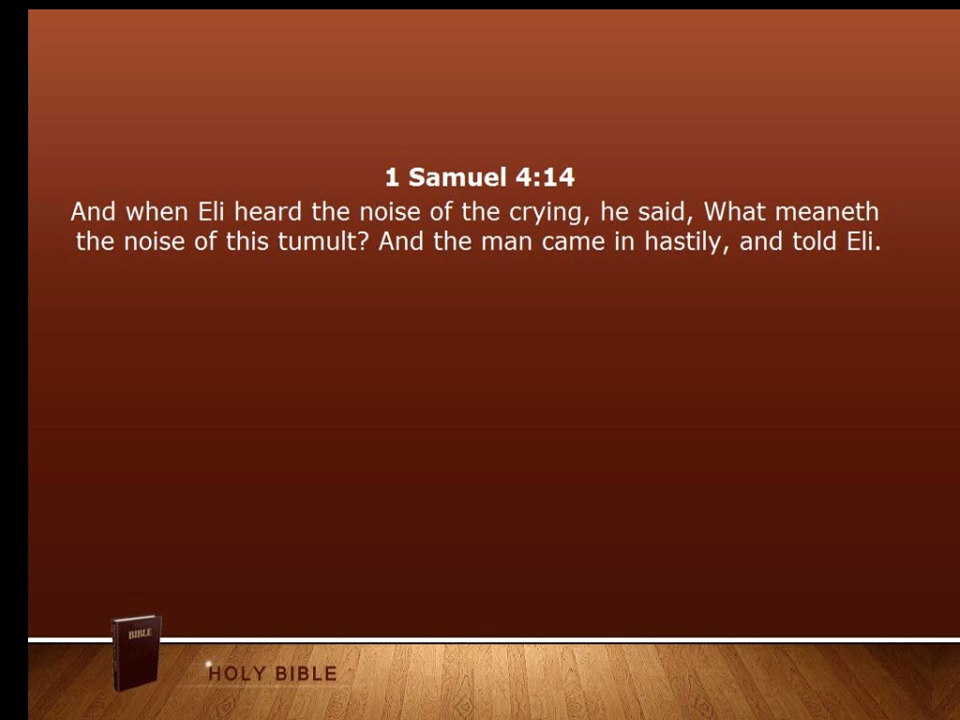 1 Samuel 4:14
And when Eli heard the noise of the crying, he said, What meaneth
the noise of this tumult? And the man came in hastily, and told Eli.
BIBLE
HOLY BIBLE